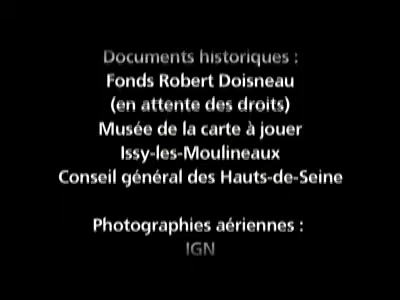 Documents historiques :
Fonds Robert Doisneau
(en attente des droits)
Musée de la carte à jouer
Issy-les-Moulineaux
Conseil général des Hauts-de-Seine
Photographies aériennes :
IGN